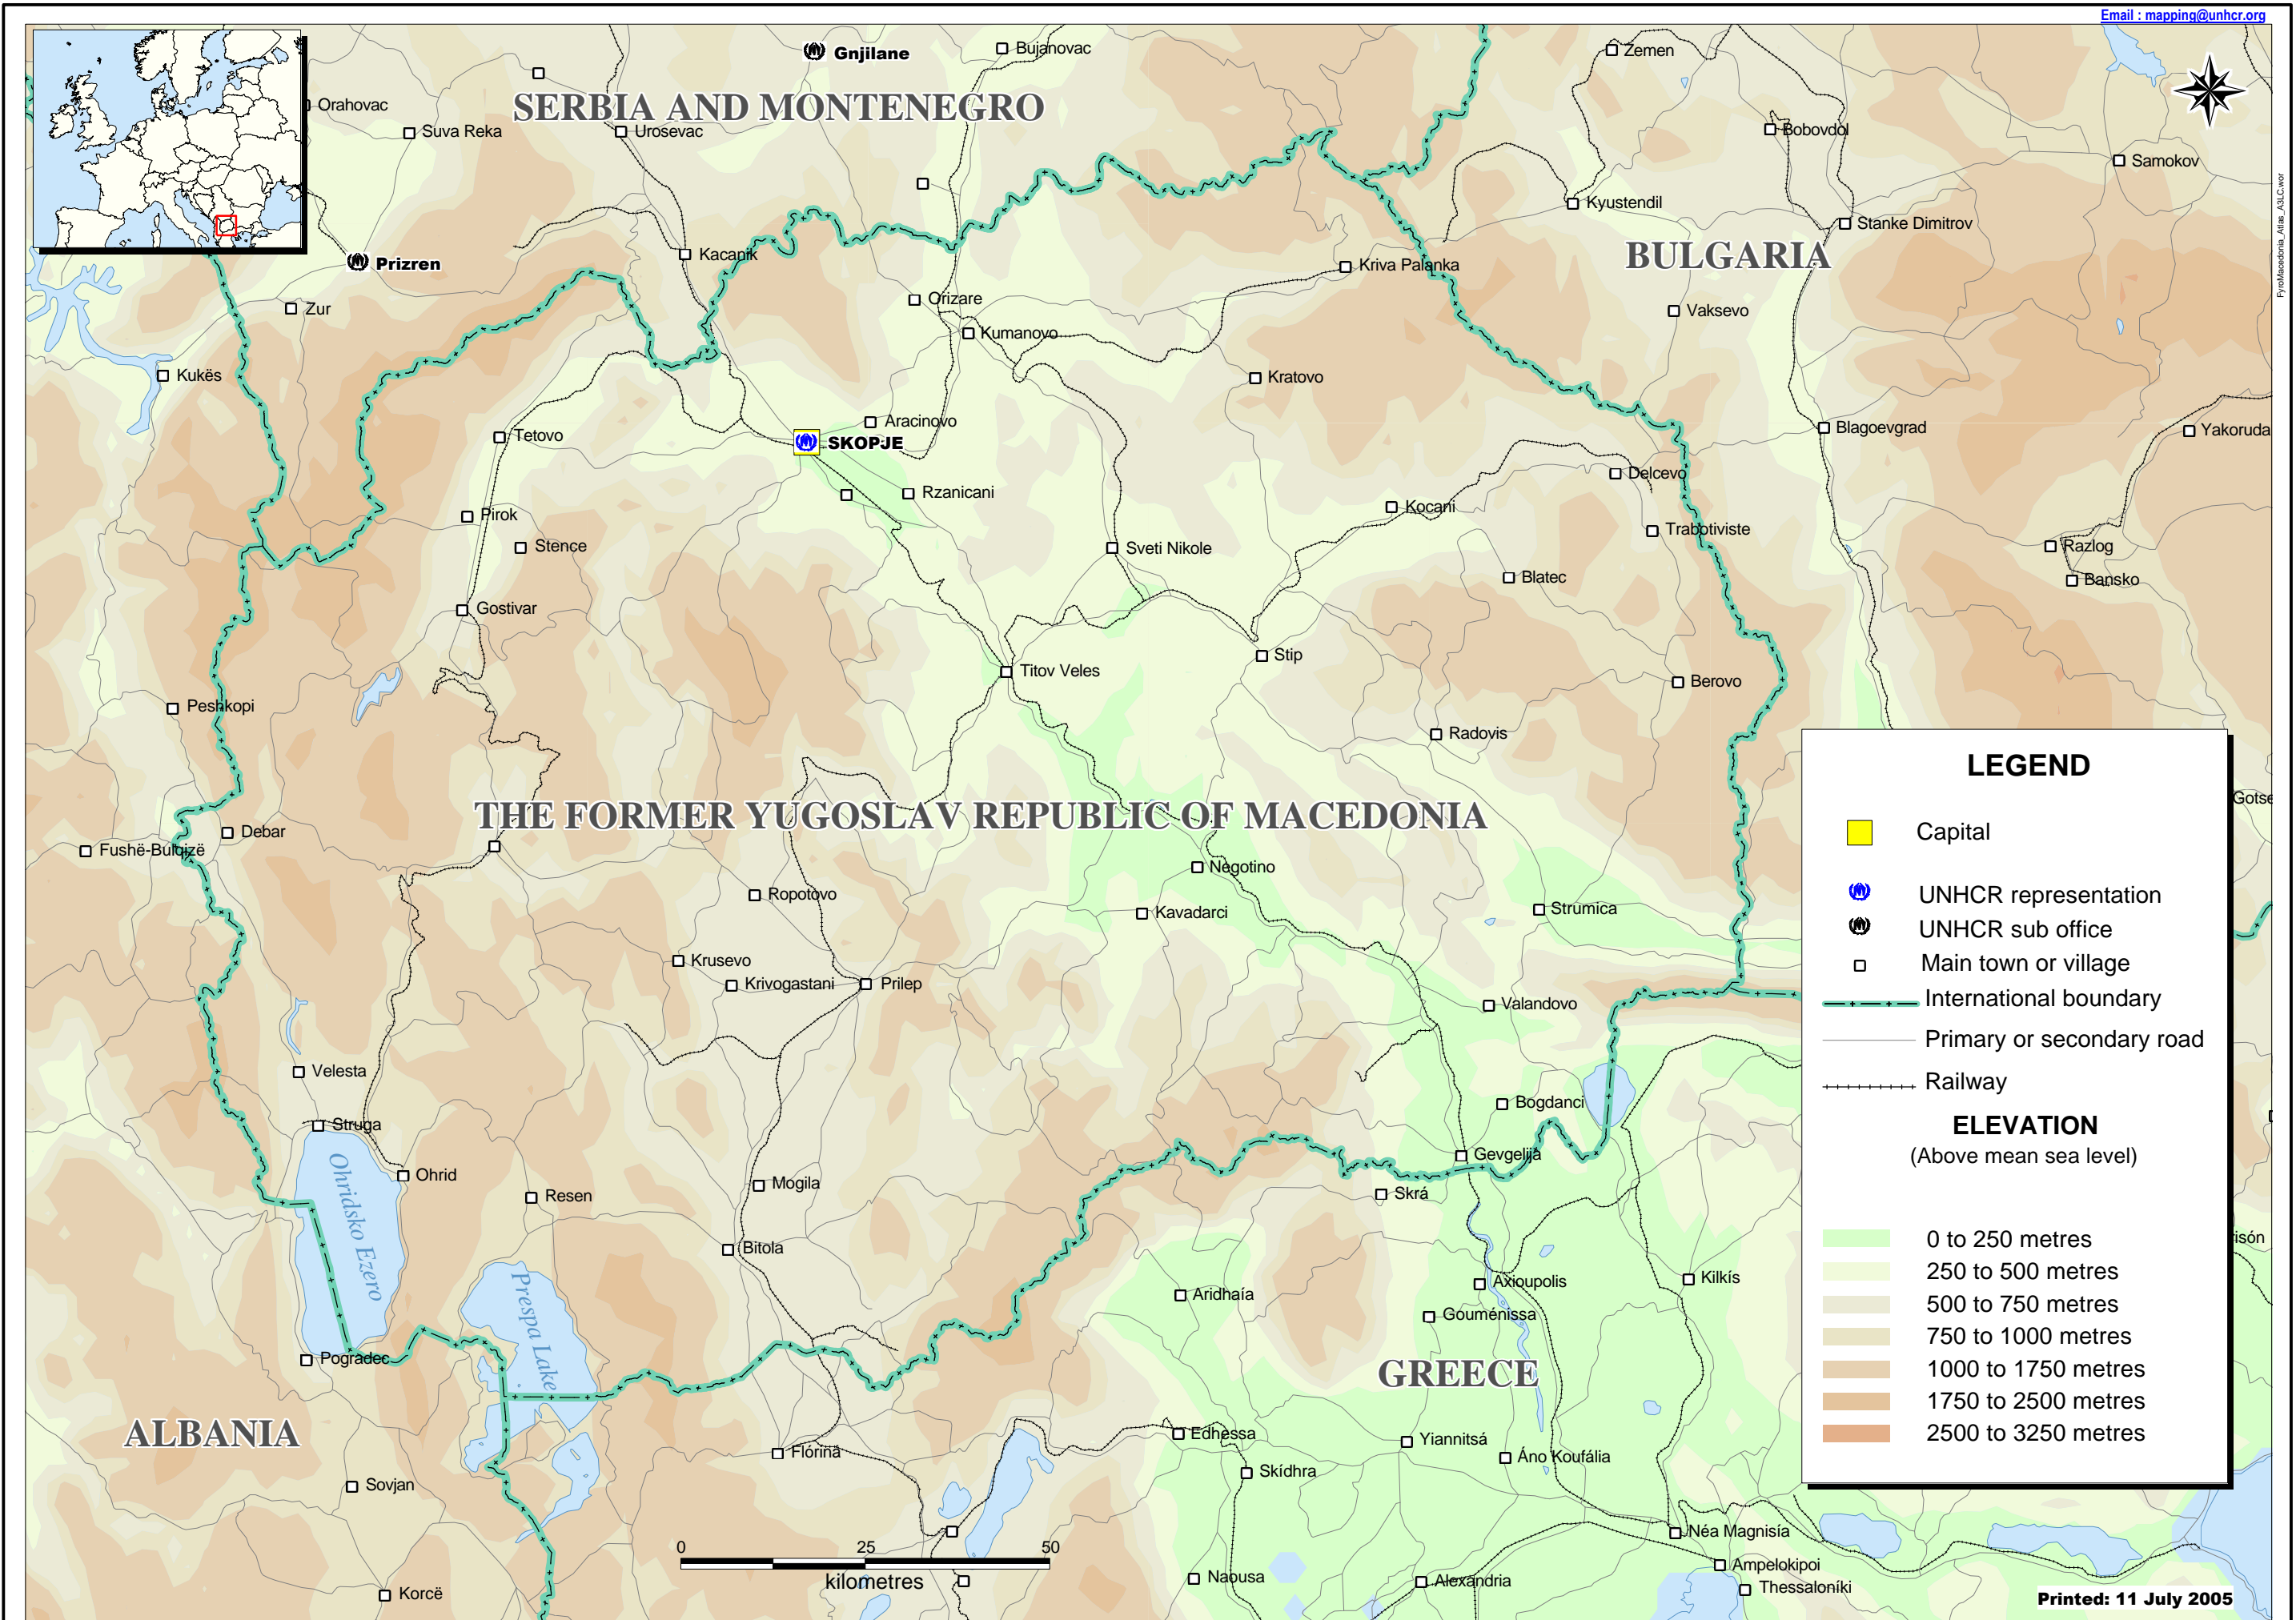 Email : mapping@unhcr.org
FyroMacedonia_Atlas_A3LC.wor
Gnjilane
Bujanovac
Zemen
Orahovac
SERBIA AND MONTENEGRO
Suva Reka
Urosevac
Bobovdol
Samokov
Kyustendil
Stanke Dimitrov
Kacanik
BULGARIA
Prizren
Kriva Palanka
Orizare
Zur
Vaksevo
Kumanovo
Kukës
Kratovo
Aracinovo
Tetovo
SKOPJE
Blagoevgrad
Yakoruda
Delcevo
Rzanicani
Kocani
Pirok
Trabotiviste
Stence
Sveti Nikole
Razlog
Blatec
Bansko
Gostivar
Stip
Titov Veles
Berovo
Peshkopi
Radovis
THE FORMER YUGOSLAV REPUBLIC OF MACEDONIA
Debar
Fushë-Bulqizë
Negotino
Ropotovo
Kavadarci
Strumica
Krusevo
Krivogastani
Prilep
Valandovo
Velesta
Bogdanci
Struga
Gevgelija
Ohrid
Ohridsko Ezero
Mogila
Resen
Skrá
Bitola
Prespa Lake
Axioupolis
Kilkís
Aridhaía
Gouménissa
Pogradec
GREECE
ALBANIA
Flórina
Edhessa
Yiannitsá
Áno Koufália
Skídhra
Sovjan
Néa Magnisía
Ampelokipoi
Naousa
Alexándria
Thessaloníki
Korcë
0 25 50
kilometres
LEGEND
Capital
UNHCR representation
UNHCR sub office
Main town or village
International boundary
Primary or secondary road
Railway
ELEVATION
(Above mean sea level)
0 to 250 metres
250 to 500 metres
500 to 750 metres
750 to 1000 metres
1000 to 1750 metres
1750 to 2500 metres
2500 to 3250 metres
Gotse
risón
Printed: 11 July 2005